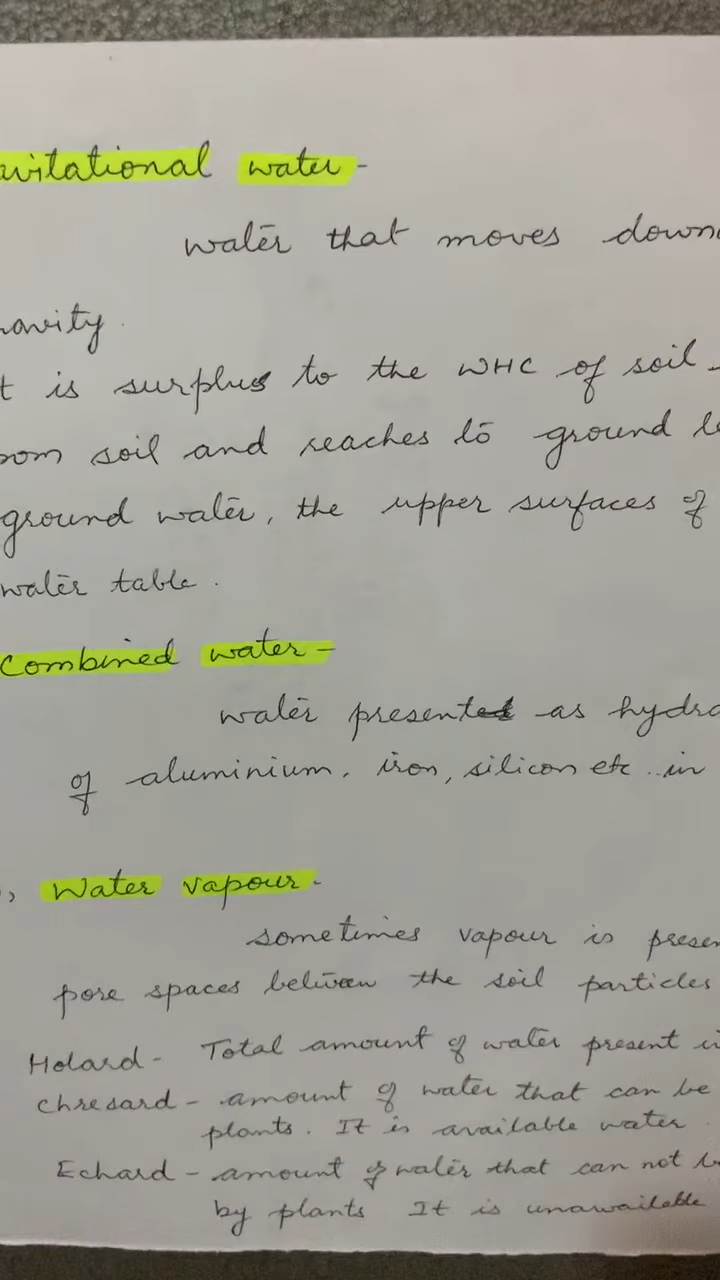 avitational water-
water that moves down
ravity.
t is surplus to the WHC of soil -
rom soil and reaches to ground le
ground water, the upper surfaces of
water table.
Combined water-
water presented as hydro
of aluminium, iron, silicon etc.. in
, Water vapour-
sometimes vapour is presen
pore spaces between the soil particles
Holard- Total amount of water present i
chresard - amount of water that can be
plants. It is available water.
Echard - amount of water that can not b
by plants It is unavailable